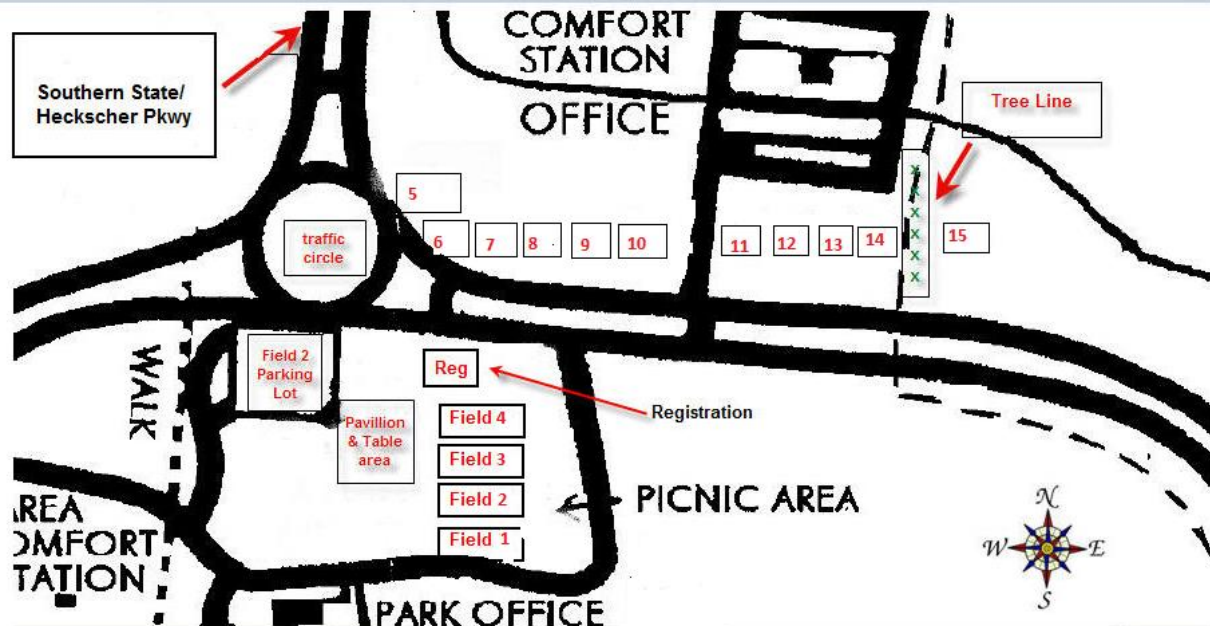 COMFORT
STATION
OFFICE
Southern State/
Heckscher Pkwy
Tree Line
5
traffic
circle
6
7
8
9
10
11
12
13
14
15
x
x
x
x
x
x
WALK
Field 2
Parking
Lot
Reg
Registration
Pavillion
& Table
area
Field 4
Field 3
Field 2
Field 1
PICNIC AREA
AREA
OMFORT
TATION
PARK OFFICE
N
W
E
S